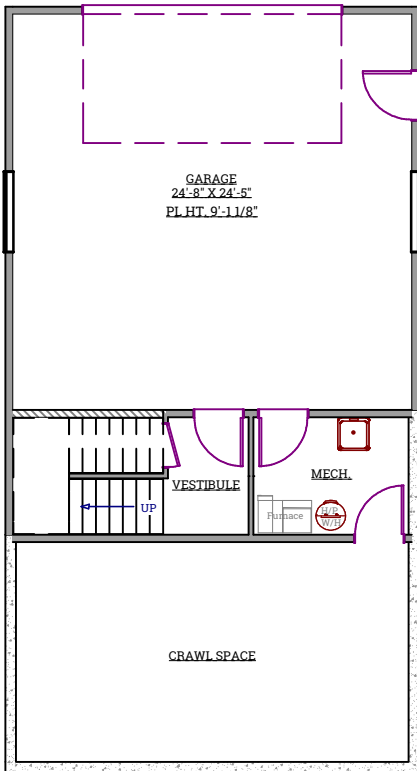 GARAGE
24'-8" X 24'-5"
PL HT. 9'-1 1/8"
MECH.
VESTIBULE
UP
Furnace
H/P
W/H
CRAWL SPACE